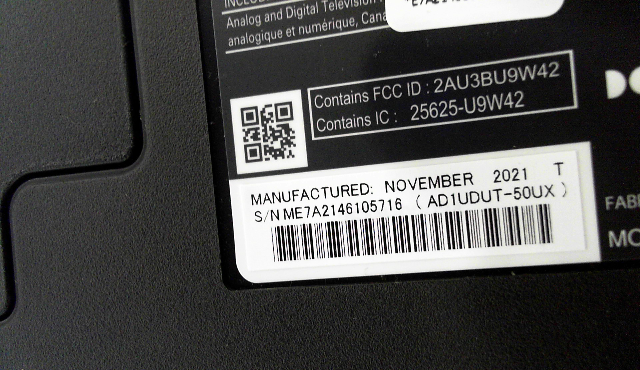 Analog and Digital Television
analogique et numérique, Cana
Contains FCC ID : 2AU3BU9W42
Contains IC : 25625-U9W42
MANUFACTURED: NOVEMBER 2021 T
S/N ME7A2146105716 ( AD1UDUT-50UX )
FABR
MO